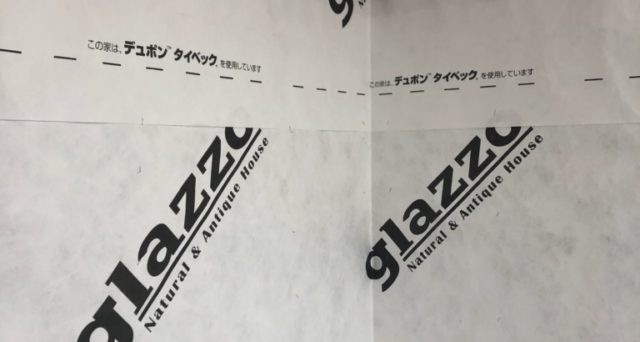 g
この家は、デュポン™ タイベック® を使用しています
この家は、デュポン™ タイベック® を使用しています
glazzo
Natural & Antique House
glazzo
Natural & Antique House